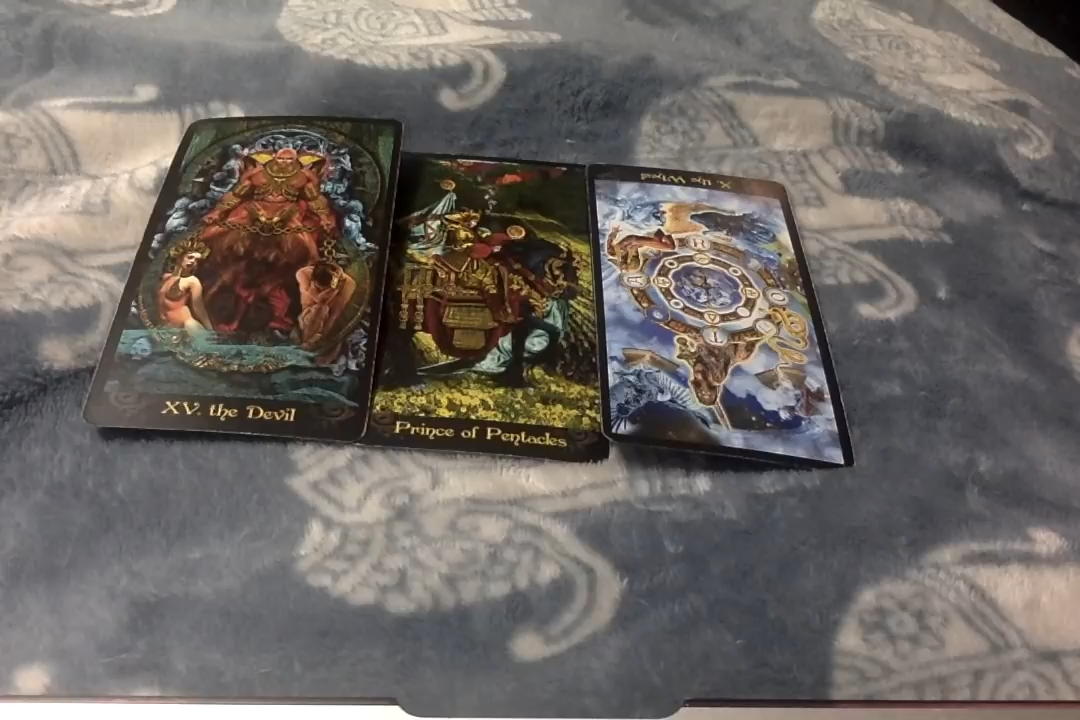 XV. the Devil
Prince of Pentacles
X. the Wheel